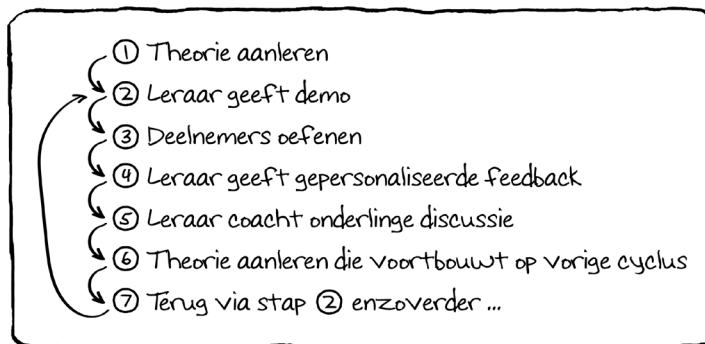 ① Theorie aanleren
② Leraar geeft demo
③ Deelnemers oefenen
④ Leraar geeft gepersonaliseerde feedback
⑤ Leraar coacht onderlinge discussie
⑥ Theorie aanleren die voortbouwt op vorige cyclus
⑦ Terug via stap ② enzoverder ...